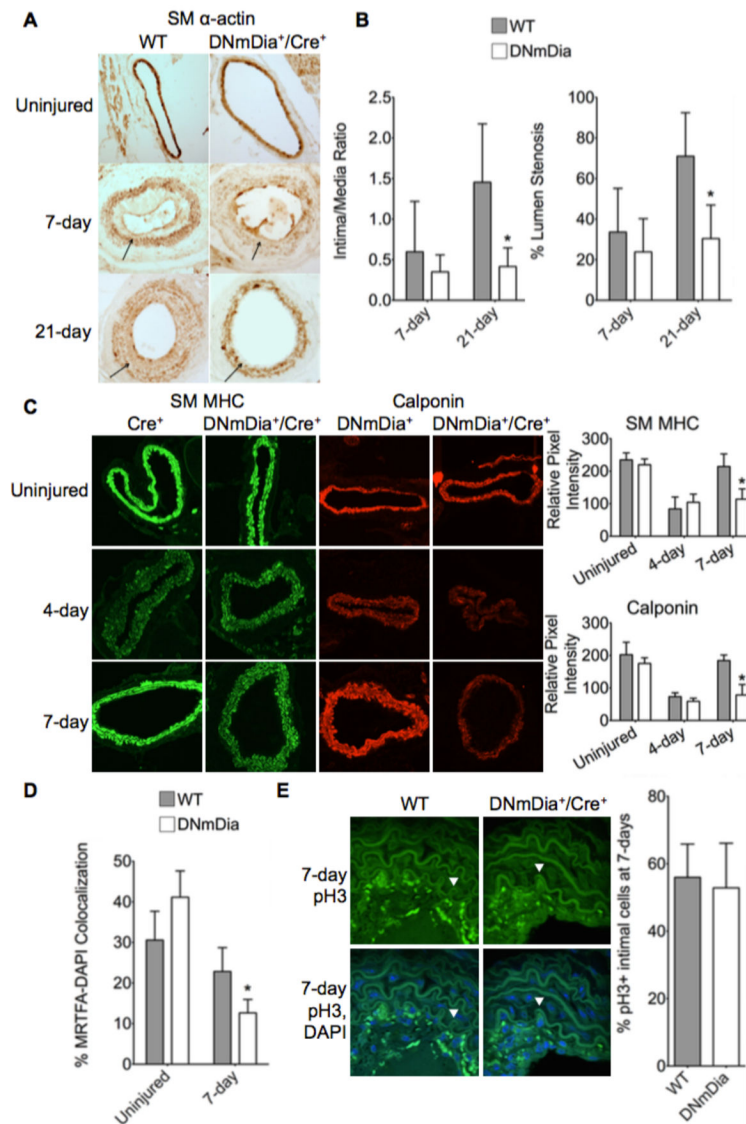 A
SM α-actin
WT
DNmDia⁺/Cre⁺
Uninjured
7-day
21-day
B
WT
DNmDia
Intima/Media Ratio
2.5
2.0
1.5
1.0
0.5
0.0
*
7-day
21-day
% Lumen Stenosis
100
80
60
40
20
0
*
7-day
21-day
C
SM MHC
Calponin
Cre⁺
DNmDia⁺/Cre⁺
DNmDia⁺
DNmDia⁺/Cre⁺
Uninjured
4-day
7-day
SM MHC
Relative Pixel
Intensity
300
200
100
0
*
Uninjured
4-day
7-day
Calponin
Relative Pixel
Intensity
300
200
100
0
*
Uninjured
4-day
7-day
D
WT
DNmDia
% MRTFA-DAPI Colocalization
50
40
30
20
10
0
*
Uninjured
7-day
E
WT
DNmDia⁺/Cre⁺
7-day
pH3
7-day
pH3,
DAPI
% pH3+ intimal cells at 7-days
80
60
40
20
0
WT
DNmDia